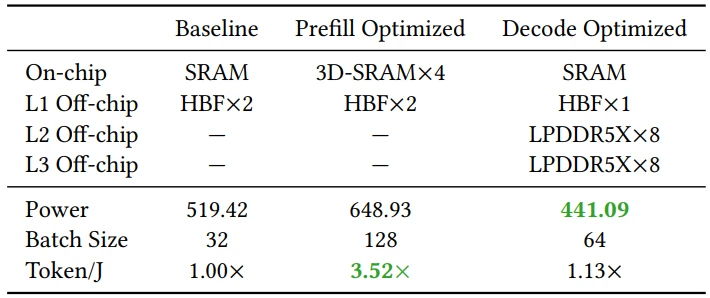 Baseline Prefill Optimized Decode Optimized
On-chip SRAM 3D-SRAM×4 SRAM
L1 Off-chip HBF×2 HBF×2 HBF×1
L2 Off-chip – – LPDDR5X×8
L3 Off-chip – – LPDDR5X×8
Power 519.42 648.93 441.09
Batch Size 32 128 64
Token/J 1.00× 3.52× 1.13×